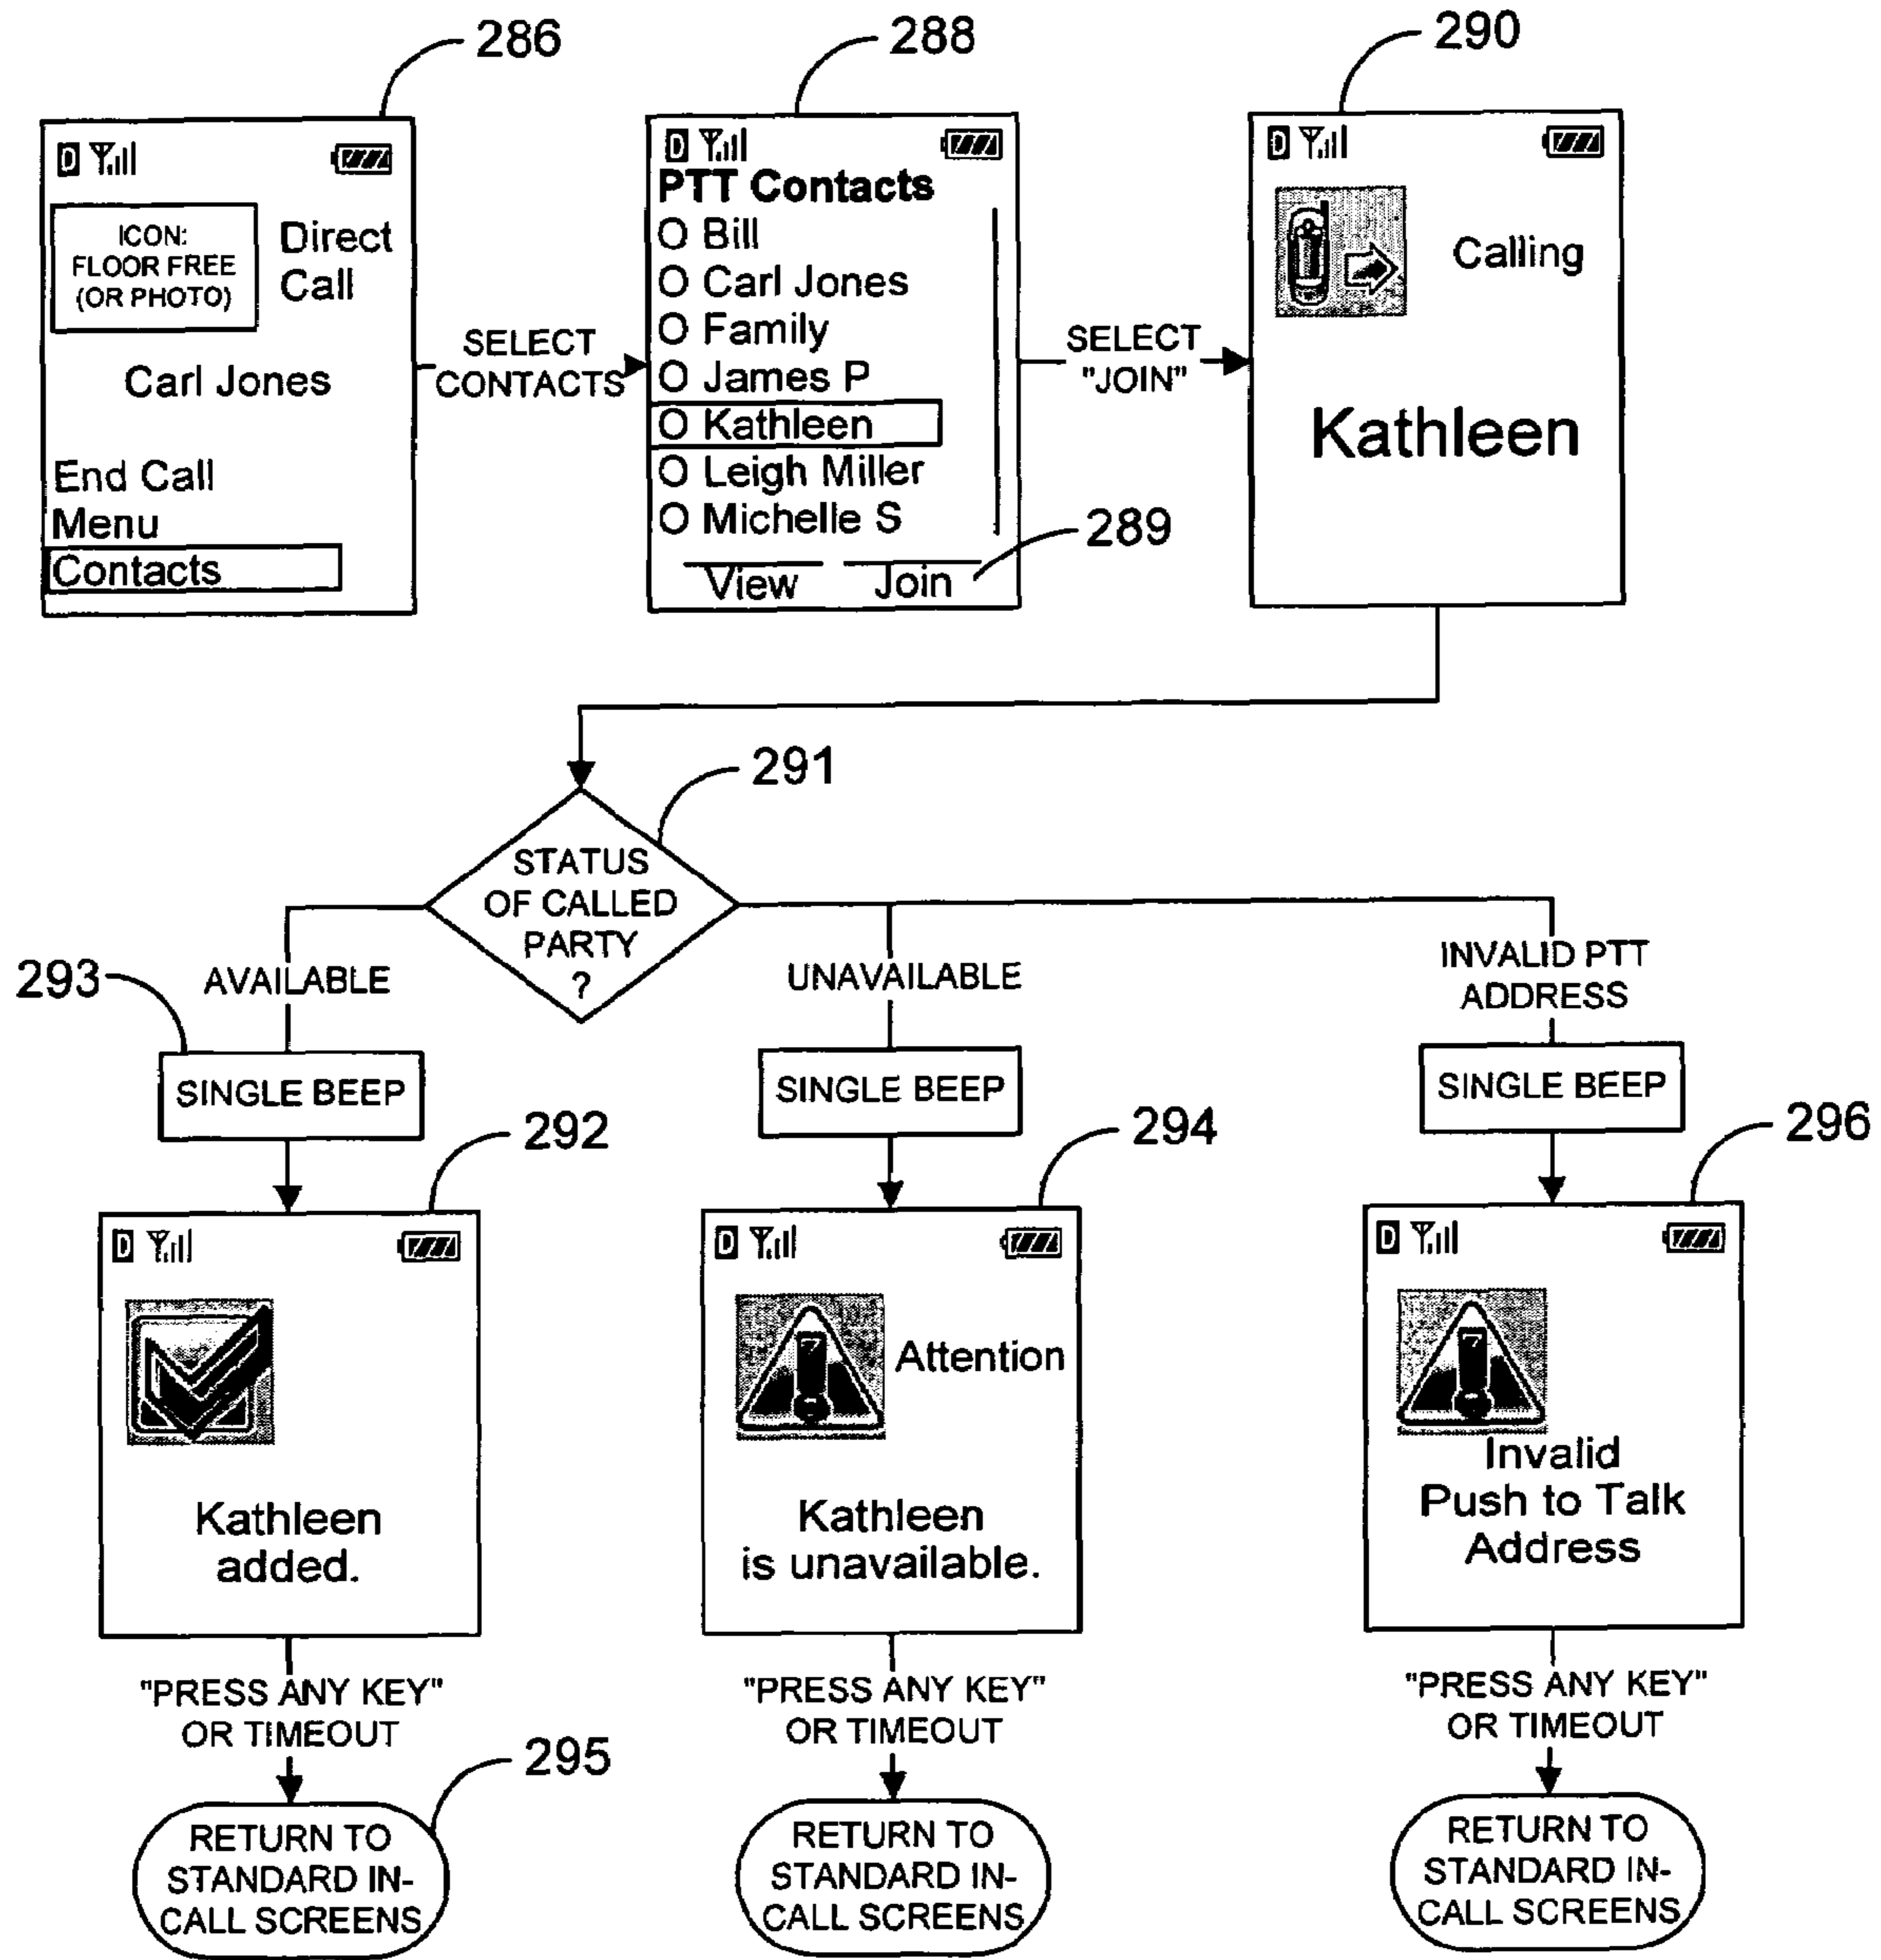 286
288
290
D
ICON:
FLOOR FREE
(OR PHOTO)
Direct
Call
Carl Jones
End Call
Menu
Contacts
SELECT
CONTACTS
D
PTT Contacts
O Bill
O Carl Jones
O Family
O James P
O Kathleen
O Leigh Miller
O Michelle S
View Join
289
SELECT
"JOIN"
D
Calling
Kathleen
291
STATUS
OF CALLED
PARTY
?
293
AVAILABLE
SINGLE BEEP
292
D
Kathleen
added.
"PRESS ANY KEY"
OR TIMEOUT
295
RETURN TO
STANDARD IN-
CALL SCREENS
UNAVAILABLE
SINGLE BEEP
294
D
Attention
Kathleen
is unavailable.
"PRESS ANY KEY"
OR TIMEOUT
RETURN TO
STANDARD IN-
CALL SCREENS
INVALID PTT
ADDRESS
SINGLE BEEP
296
D
Invalid
Push to Talk
Address
"PRESS ANY KEY"
OR TIMEOUT
RETURN TO
STANDARD IN-
CALL SCREENS